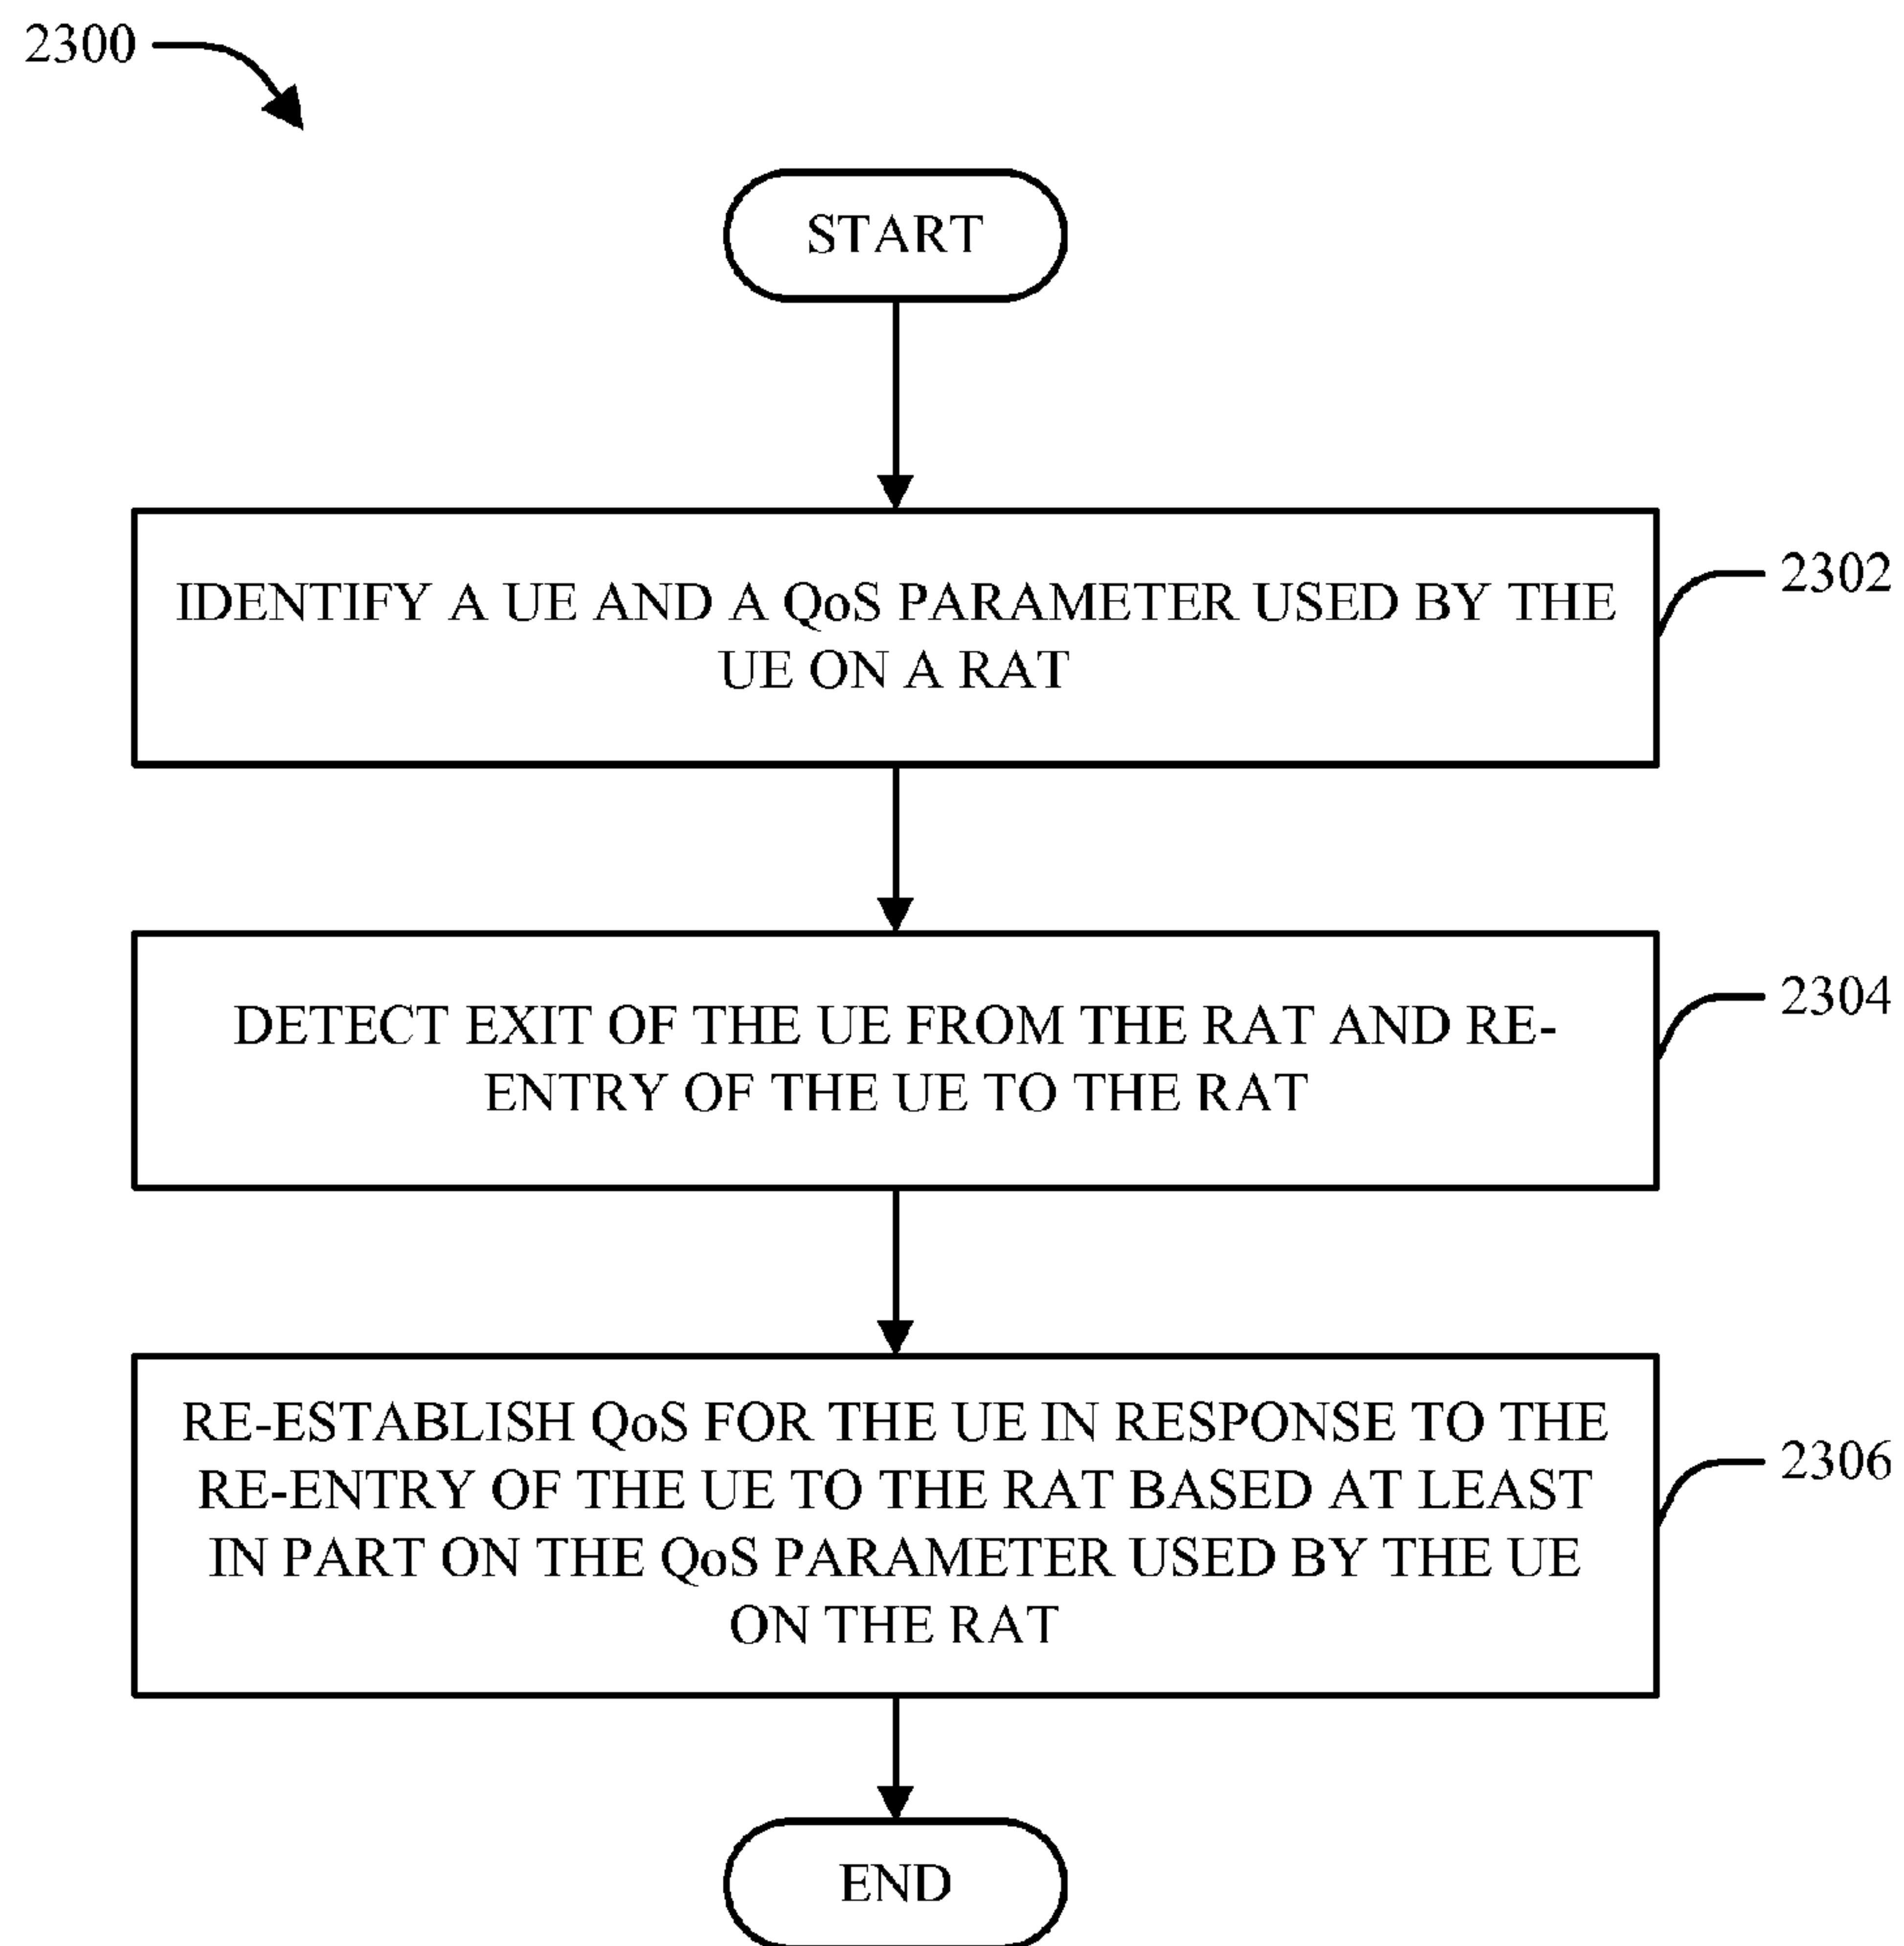 2300
START
IDENTIFY A UE AND A QoS PARAMETER USED BY THE
UE ON A RAT
2302
DETECT EXIT OF THE UE FROM THE RAT AND RE-
ENTRY OF THE UE TO THE RAT
2304
RE-ESTABLISH QoS FOR THE UE IN RESPONSE TO THE
RE-ENTRY OF THE UE TO THE RAT BASED AT LEAST
IN PART ON THE QoS PARAMETER USED BY THE UE
ON THE RAT
2306
END